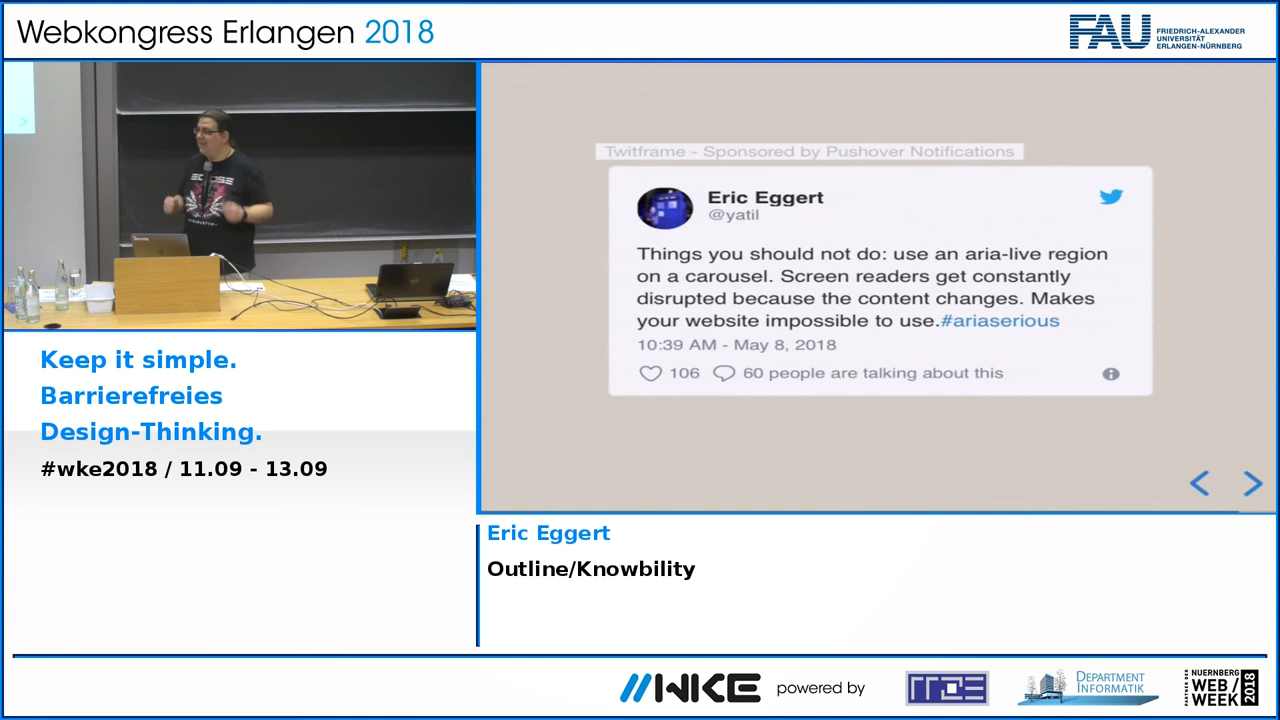 Webkongress Erlangen 2018
FAU
FRIEDRICH-ALEXANDER
UNIVERSITÄT
ERLANGEN-NÜRNBERG
Twitframe - Sponsored by Pushover Notifications
Eric Eggert
@yatil
Things you should not do: use an aria-live region
on a carousel. Screen readers get constantly
disrupted because the content changes. Makes
your website impossible to use.#ariaserious
10:39 AM - May 8, 2018
106 60 people are talking about this
Keep it simple.
Barrierefreies
Design-Thinking.
#wke2018 / 11.09 - 13.09
Eric Eggert
Outline/Knowbility
//WKE powered by
RRZE
DEPARTMENT
INFORMATIK
PARTNER DER
NUERNBERG
WEB/
WEEK
2018